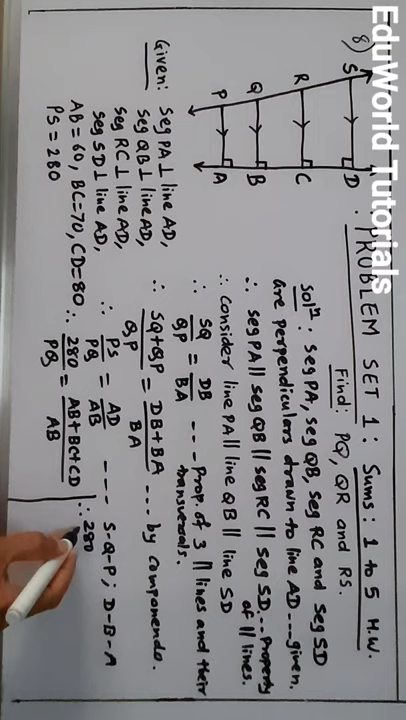 EduWorld Tutorials
PROBLEM SET 1: Sums: 1 to 5 H.W.
8)
S
R
Q
P
D
C
B
A
Find: PQ, QR and RS.
Given: seg PA ⊥ line AD,
seg QB ⊥ line AD,
seg RC ⊥ line AD,
seg SD ⊥ line AD,
AB = 60, BC = 70, CD = 80
PS = 280
Solⁿ: seg PA, seg QB, seg RC and seg SD
are perpendiculars drawn to line AD --- given.
∴ seg PA || seg QB || seg RC || seg SD. -- Property
of || lines.
∴ Consider line PA || line QB || line SD
∴ SQ/QP = DB/BA --- Prop of 3 || lines and their
transversals.
∴ SQ+QP/QP = DB+BA/BA --- by componendo.
∴ PS/PQ = AD/AB --- S-Q-P; D-B-A
∴ 280/PQ = AB+BC+CD/AB
∴ 280